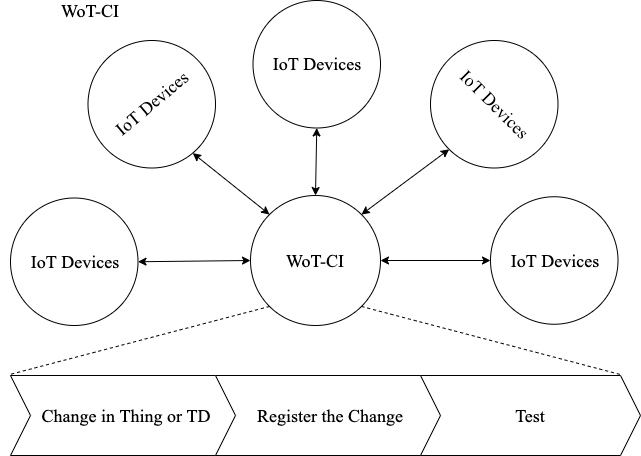 WoT-CI
IoT Devices
IoT Devices
IoT Devices
IoT Devices
WoT-CI
IoT Devices
Change in Thing or TD
Register the Change
Test